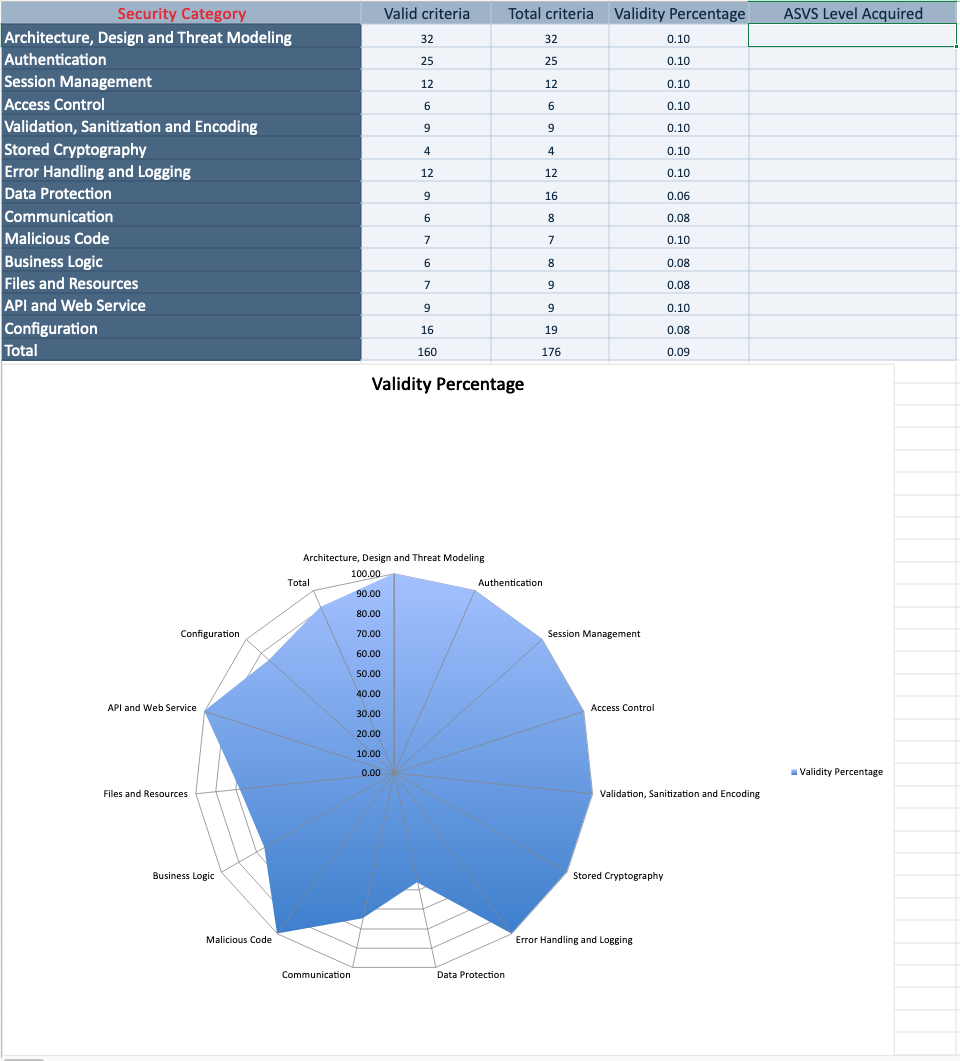 Security Category Valid criteria Total criteria Validity Percentage ASVS Level Acquired
Architecture, Design and Threat Modeling 32 32 0.10
Authentication 25 25 0.10
Session Management 12 12 0.10
Access Control 6 6 0.10
Validation, Sanitization and Encoding 9 9 0.10
Stored Cryptography 4 4 0.10
Error Handling and Logging 12 12 0.10
Data Protection 9 16 0.06
Communication 6 8 0.08
Malicious Code 7 7 0.10
Business Logic 6 8 0.08
Files and Resources 7 9 0.08
API and Web Service 9 9 0.10
Configuration 16 19 0.08
Total 160 176 0.09
Validity Percentage
Architecture, Design and Threat Modeling
100.00
Total
Authentication
90.00
80.00
70.00
Configuration
Session Management
60.00
50.00
40.00
API and Web Service
30.00
Access Control
20.00
10.00
0.00
Validity Percentage
Files and Resources
Validation, Sanitization and Encoding
Business Logic
Stored Cryptography
Malicious Code
Error Handling and Logging
Communication
Data Protection